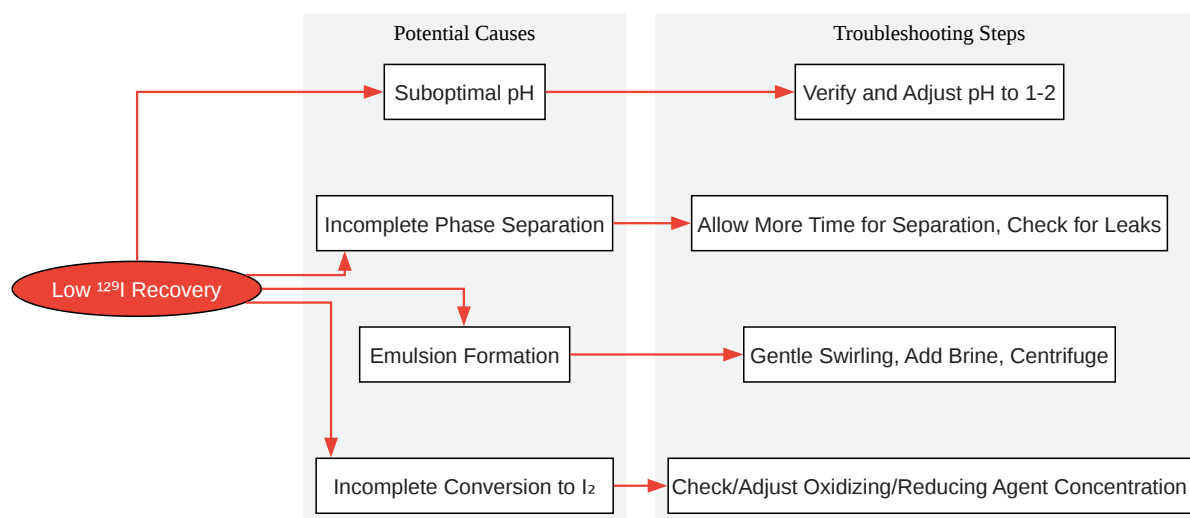 Potential Causes
Troubleshooting Steps
Suboptimal pH
Verify and Adjust pH to 1-2
Incomplete Phase Separation
Allow More Time for Separation, Check for Leaks
Low ¹²⁹I Recovery
Emulsion Formation
Gentle Swirling, Add Brine, Centrifuge
Incomplete Conversion to I₂
Check/Adjust Oxidizing/Reducing Agent Concentration